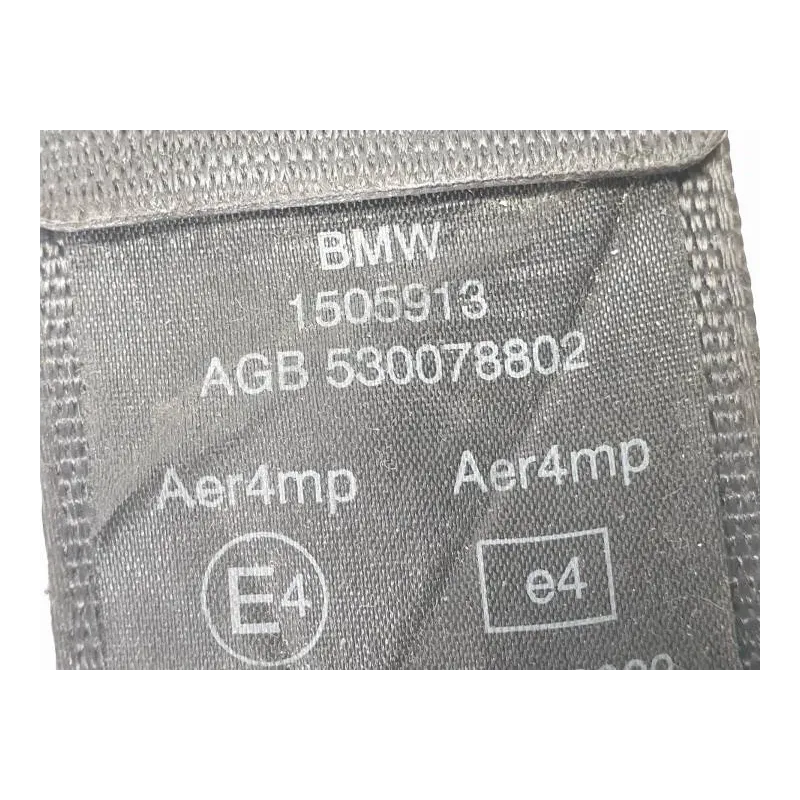 BMW
1505913
AGB 530078802
Aer4mp Aer4mp
E4 e4